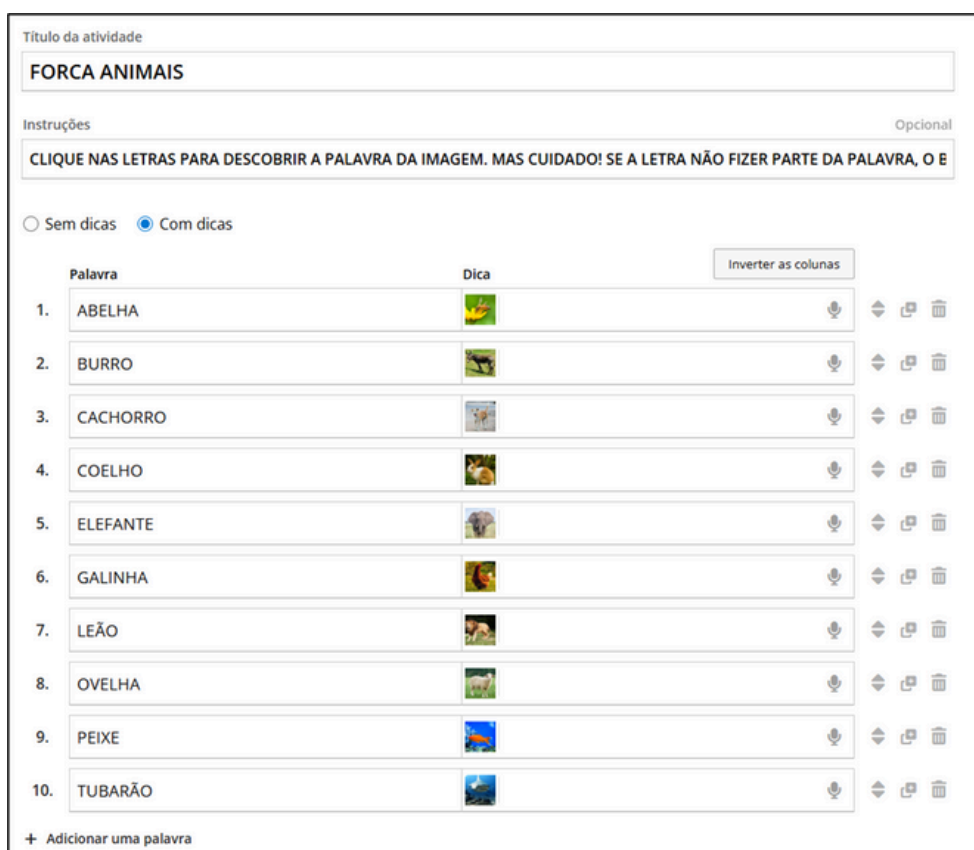 Título da atividade
FORCA ANIMAIS
Instruções Opcional
CLIQUE NAS LETRAS PARA DESCOBRIR A PALAVRA DA IMAGEM. MAS CUIDADO! SE A LETRA NÃO FIZER PARTE DA PALAVRA, O B
Sem dicas Com dicas
Inverter as colunas
Palavra Dica
1. ABELHA
2. BURRO
3. CACHORRO
4. COELHO
5. ELEFANTE
6. GALINHA
7. LEÃO
8. OVELHA
9. PEIXE
10. TUBARÃO
+ Adicionar uma palavra